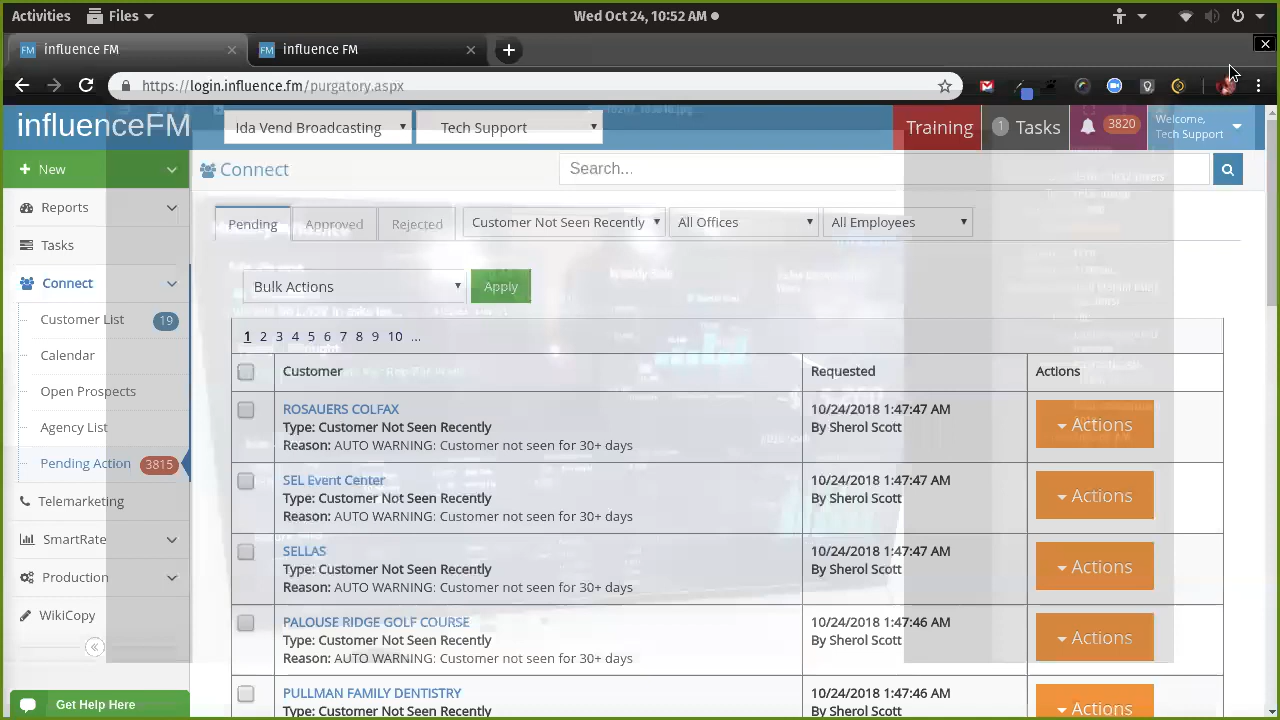 Activities Files Wed Oct 24, 10:52 AM
influence FM influence FM
https://login.influence.fm/purgatory.aspx
influenceFM Ida Vend Broadcasting Tech Support Training 1 Tasks 3820 Welcome, Tech Support
New Connect Search...
Reports
Pending Approved Rejected Customer Not Seen Recently All Offices All Employees
Tasks
Connect Bulk Actions Apply
Customer List 19
1 2 3 4 5 6 7 8 9 10 ...
Calendar
Customer Requested Actions
Open Prospects
Agency List
Pending Action 3815
Telemarketing
SmartRate
Production
WikiCopy
ROSAUERS COLFAX 10/24/2018 1:47:47 AM Actions
Type: Customer Not Seen Recently By Sherol Scott
Reason: AUTO WARNING: Customer not seen for 30+ days
SEL Event Center 10/24/2018 1:47:47 AM Actions
Type: Customer Not Seen Recently By Sherol Scott
Reason: AUTO WARNING: Customer not seen for 30+ days
SELLAS 10/24/2018 1:47:47 AM Actions
Type: Customer Not Seen Recently By Sherol Scott
Reason: AUTO WARNING: Customer not seen for 30+ days
PALOUSE RIDGE GOLF COURSE 10/24/2018 1:47:46 AM Actions
Type: Customer Not Seen Recently By Sherol Scott
Reason: AUTO WARNING: Customer not seen for 30+ days
PULLMAN FAMILY DENTISTRY 10/24/2018 1:47:46 AM Actions
Type: Customer Not Seen Recently By Sherol Scott
Get Help Here